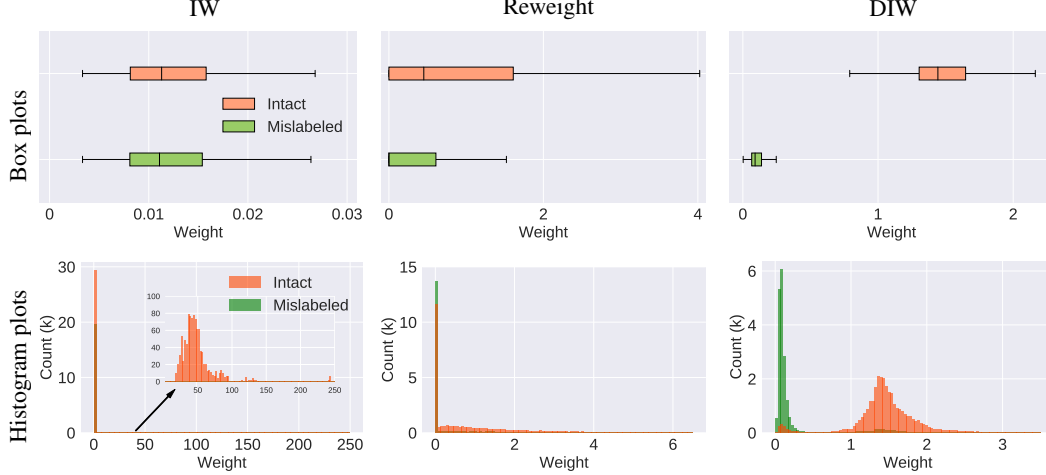 IW Reweight DIW
Box plots
Intact
Mislabeled
0 0.01 0.02 0.03
Weight
0 2 4
Weight
0 1 2
Weight
Histogram plots
Count (k)
30
20
10
0
Intact
Mislabeled
100
80
60
40
20
0
50 100 150 200 250
0 50 100 150 200 250
Weight
Count (k)
15
10
5
0
0 2 4 6
Weight
Count (k)
6
4
2
0
0 1 2 3
Weight